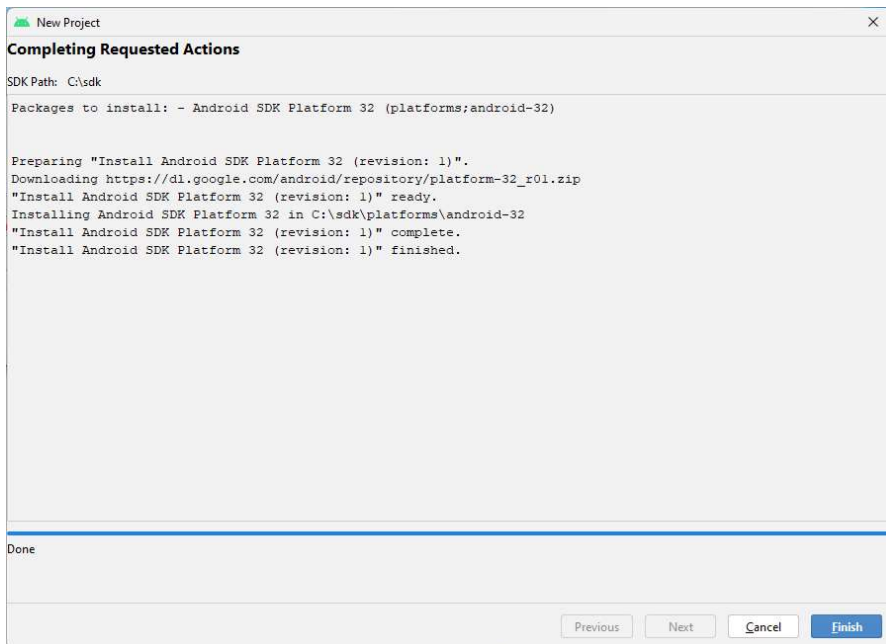 New Project
Completing Requested Actions
SDK Path: C:\sdk
Packages to install: - Android SDK Platform 32 (platforms;android-32)
Preparing "Install Android SDK Platform 32 (revision: 1)".
Downloading https://dl.google.com/android/repository/platform-32_r01.zip
"Install Android SDK Platform 32 (revision: 1)" ready.
Installing Android SDK Platform 32 in C:\sdk\platforms\android-32
"Install Android SDK Platform 32 (revision: 1)" complete.
"Install Android SDK Platform 32 (revision: 1)" finished.
Done
Previous Next Cancel Finish